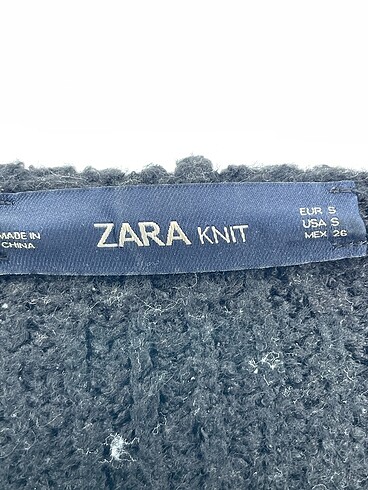 MADE IN
CHINA
ZARA KNIT
EUR S
USA S
MEX 26